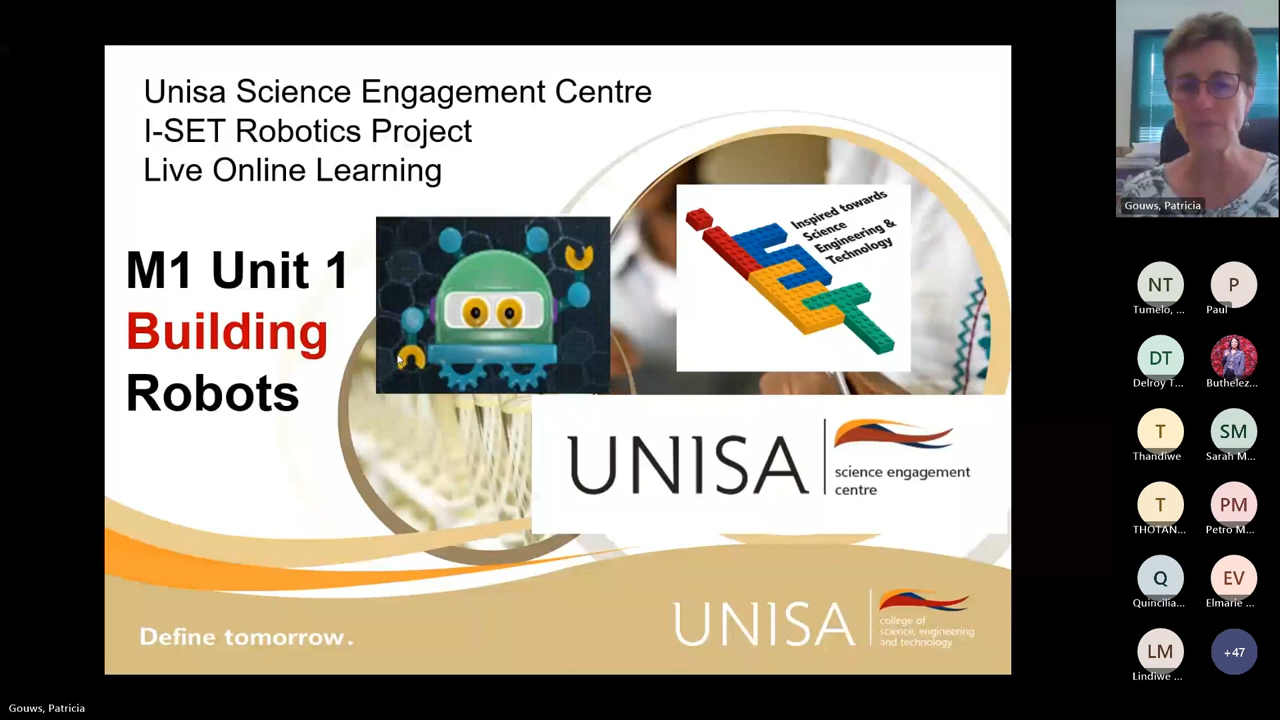 Unisa Science Engagement Centre
I-SET Robotics Project
Live Online Learning
M1 Unit 1
Building
Robots
iSET
Inspired towards
Science
Engineering &
Technology
UNISA
science engagement
centre
Define tomorrow.
UNISA
college of
science, engineering
and technology
Gouws, Patricia
NT
P
Tumelo, ...
Paul
DT
Delroy T...
Buthelez...
T
SM
Thandiwe
Sarah M...
T
PM
THOTAN...
Petro M...
Q
EV
Quincilia...
Elmarie ...
LM
+47
Lindiwe ...
Gouws, Patricia